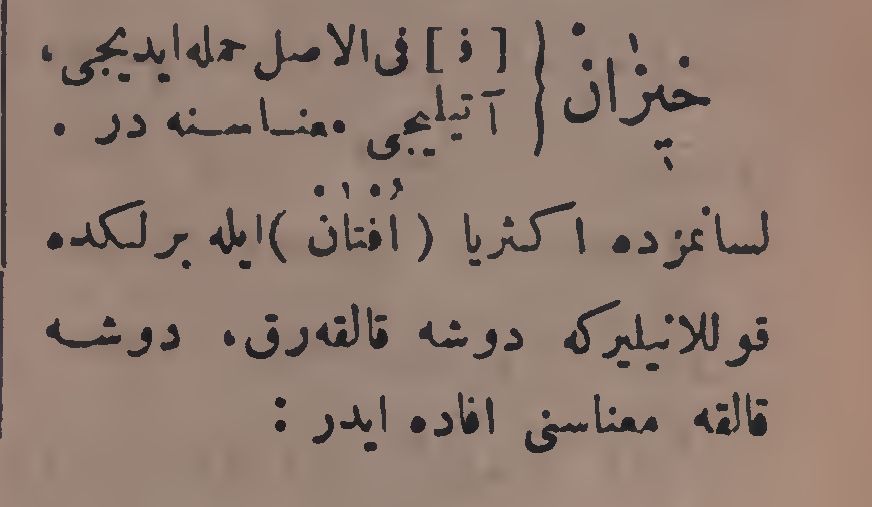 خیزان { [ ف ] فی‌الاصل حمله‌ایدیجی ،
آتیلیجی ، معناسنه در .
لسانمزده اکثریا ( اُفتان ) ایله برلکده
قوللانیلیرکه دوشه قالقه‌رق ، دوشه
قالقه معناسنی افاده ایدر :